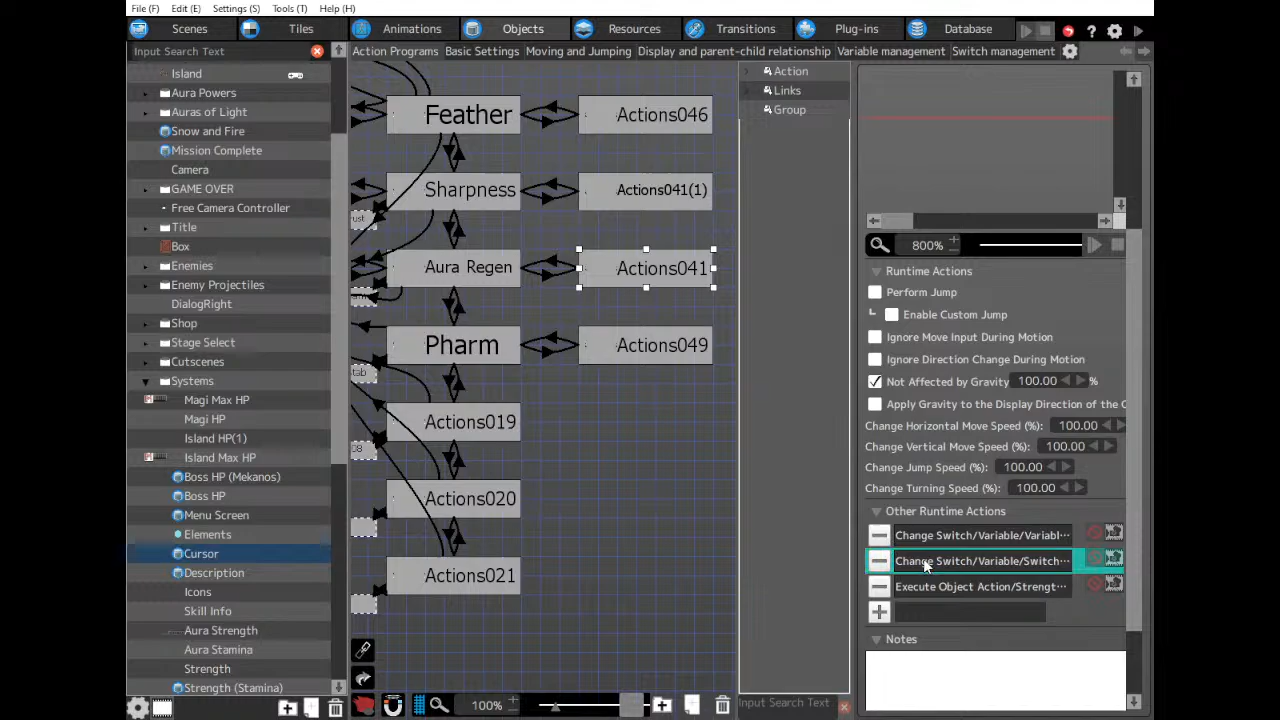 File (F) Edit (E) Settings (S) Tools (T) Help (H)
Scenes Tiles Animations Objects Resources Transitions Plug-ins Database
Input Search Text Action Programs Basic Settings Moving and Jumping Display and parent-child relationship Variable management Switch management
Island
Aura Powers
Auras of Light
Snow and Fire
Mission Complete
Camera
GAME OVER
Free Camera Controller
Title
Box
Enemies
Enemy Projectiles
DialogRight
Shop
Stage Select
Cutscenes
Systems
Magi Max HP
Magi HP
Island HP(1)
Island Max HP
Boss HP (Mekanos)
Boss HP
Menu Screen
Elements
Cursor
Description
Icons
Skill Info
Aura Strength
Aura Stamina
Strength
Strength (Stamina)
Feather Actions046
Sharpness Actions041(1)
Aura Regen Actions041
Pharm Actions049
Actions019
Actions020
Actions021
100%
Action
Links
Group
Input Search Text
800%
Runtime Actions
Perform Jump
Enable Custom Jump
Ignore Move Input During Motion
Ignore Direction Change During Motion
Not Affected by Gravity 100.00 %
Apply Gravity to the Display Direction of the C
Change Horizontal Move Speed (%): 100.00
Change Vertical Move Speed (%): 100.00
Change Jump Speed (%): 100.00
Change Turning Speed (%): 100.00
Other Runtime Actions
Change Switch/Variable/Variabl···
Change Switch/Variable/Switch···
Execute Object Action/Strengt···
Notes